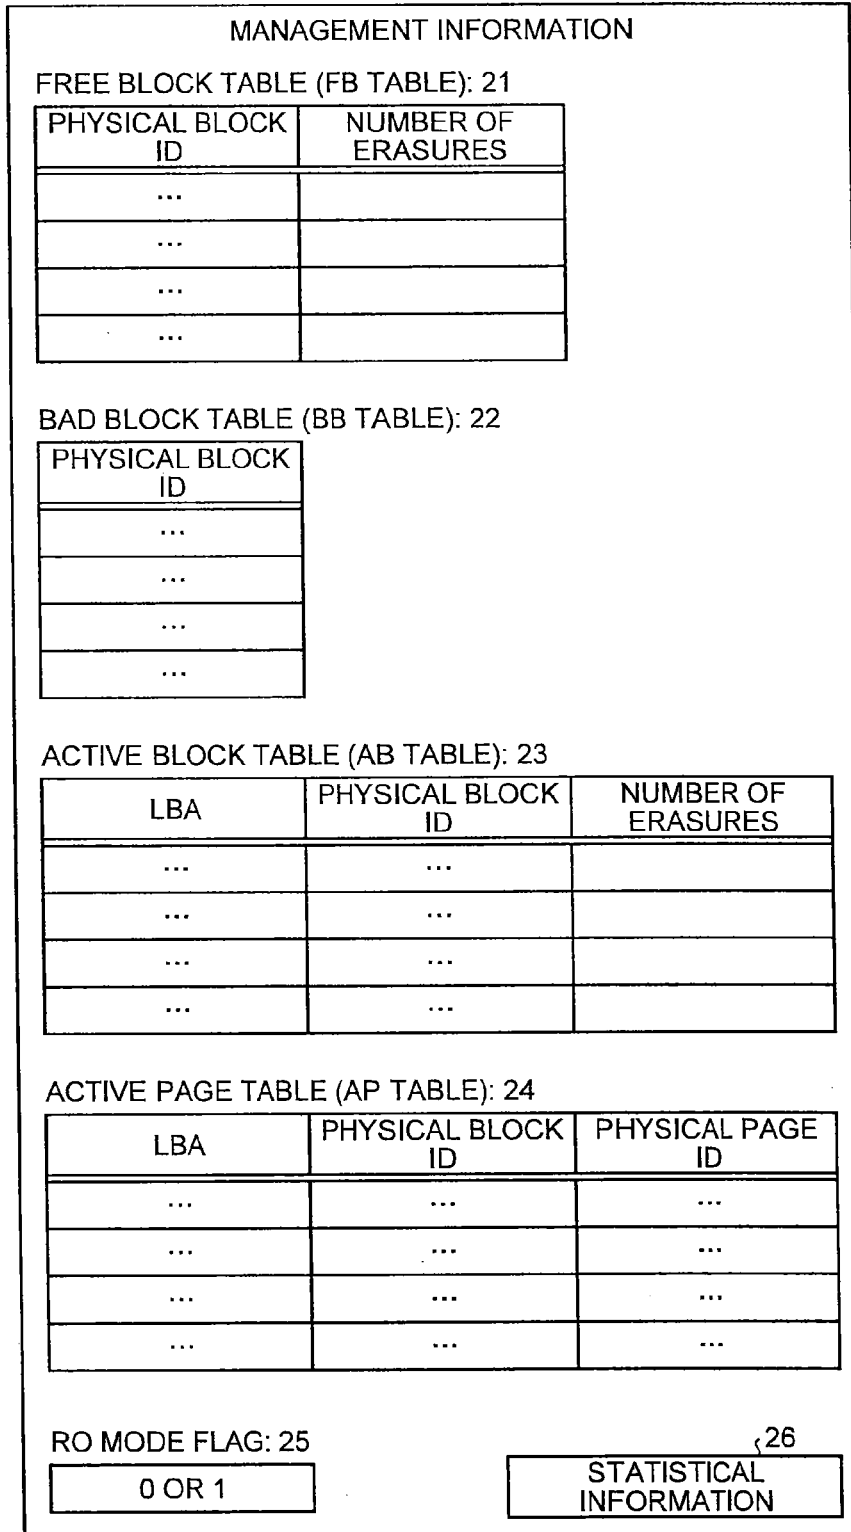 MANAGEMENT INFORMATION
FREE BLOCK TABLE (FB TABLE): 21
PHYSICAL BLOCK ID NUMBER OF ERASURES
...
...
...
...
BAD BLOCK TABLE (BB TABLE): 22
PHYSICAL BLOCK ID
...
...
...
...
ACTIVE BLOCK TABLE (AB TABLE): 23
LBA PHYSICAL BLOCK ID NUMBER OF ERASURES
... ...
... ...
... ...
... ...
ACTIVE PAGE TABLE (AP TABLE): 24
LBA PHYSICAL BLOCK ID PHYSICAL PAGE ID
... ... ...
... ... ...
... ... ...
... ... ...
RO MODE FLAG: 25
0 OR 1
26
STATISTICAL
INFORMATION